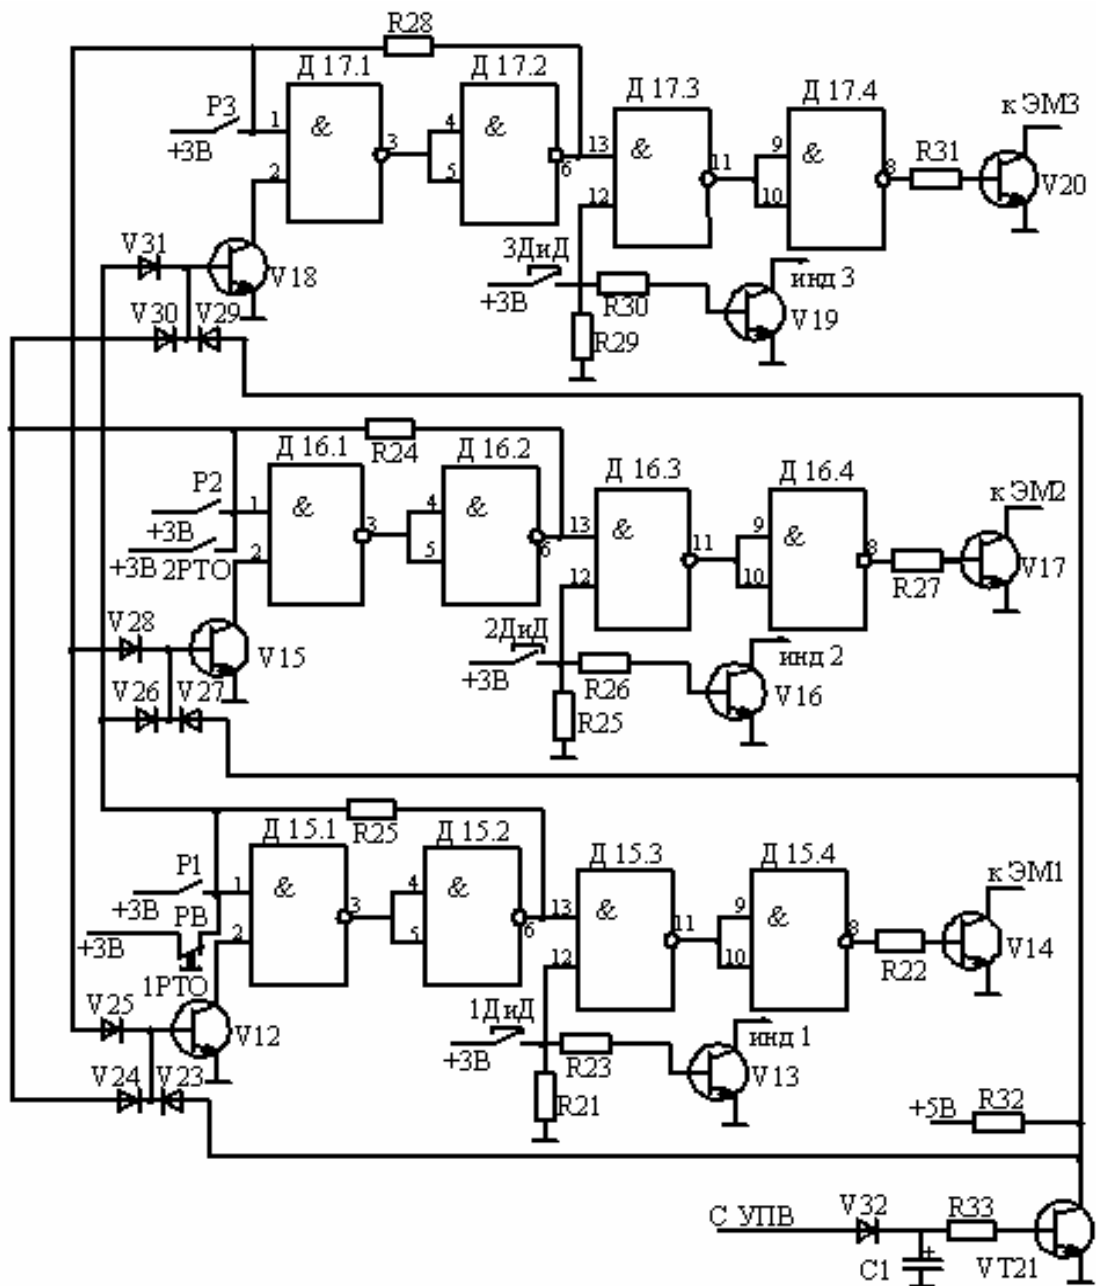 R28
Д 17.1 Д 17.2
Д 17.3 Д 17.4
к ЭМ3
Р3
1 & 3 4 & 13 & 11 9 & R31
+3В
5 6 8
2 12 10 V20
V31
3ДиД
V18 +3В R30 инд 3
V30 V29
V19
R29
R24
Д 16.1 Д 16.2
Д 16.3 Д 16.4
Р2 к ЭМ2
1 & 3 4 & 13 & 11 9 &
+3В
+3В 2РТО 2 5 6 8
12 10 R27 V17
V28
2ДиД
V15 +3В R26 инд 2
V26 V27
V16
R25
R25
Д 15.1 Д 15.2
Д 15.3 Д 15.4
Р1 к ЭМ1
1 & 3 4 & 13 & 11 9 &
+3В РВ
+3В 2 5 6 8
1РТО 12 10 R22 V14
V25
1ДиД
V12 +3В R23 инд 1
V24 V23
V13
R21
+5В R32
С УПВ V32 R33
+
С1 VT21